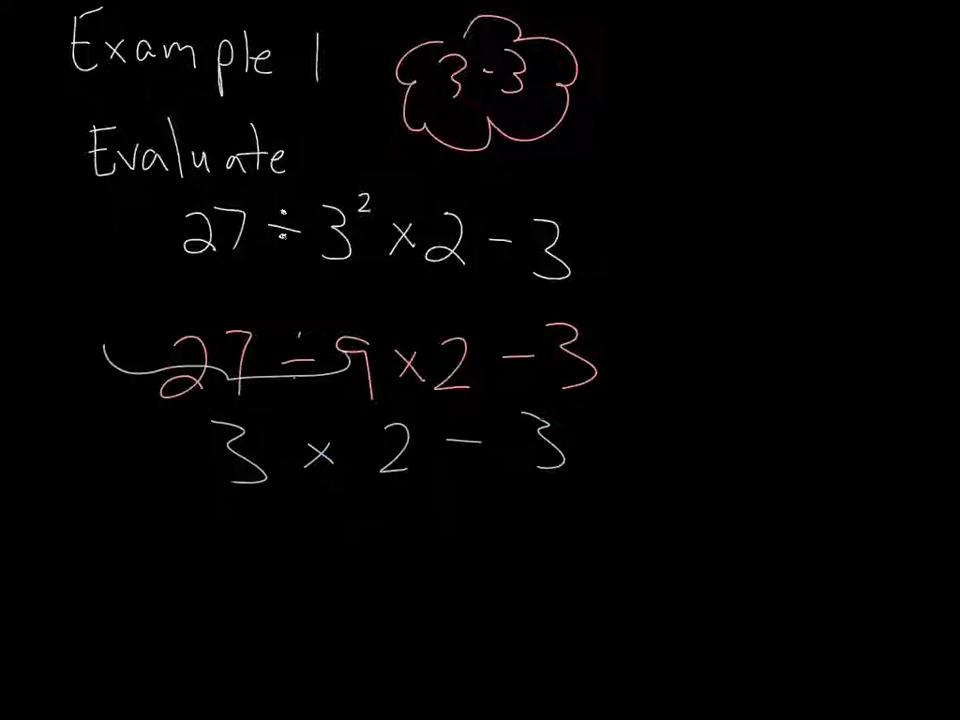 Example 1
3 · 3
Evaluate
27 ÷ 3² × 2 − 3
27 ÷ 9 × 2 − 3
3 × 2 − 3